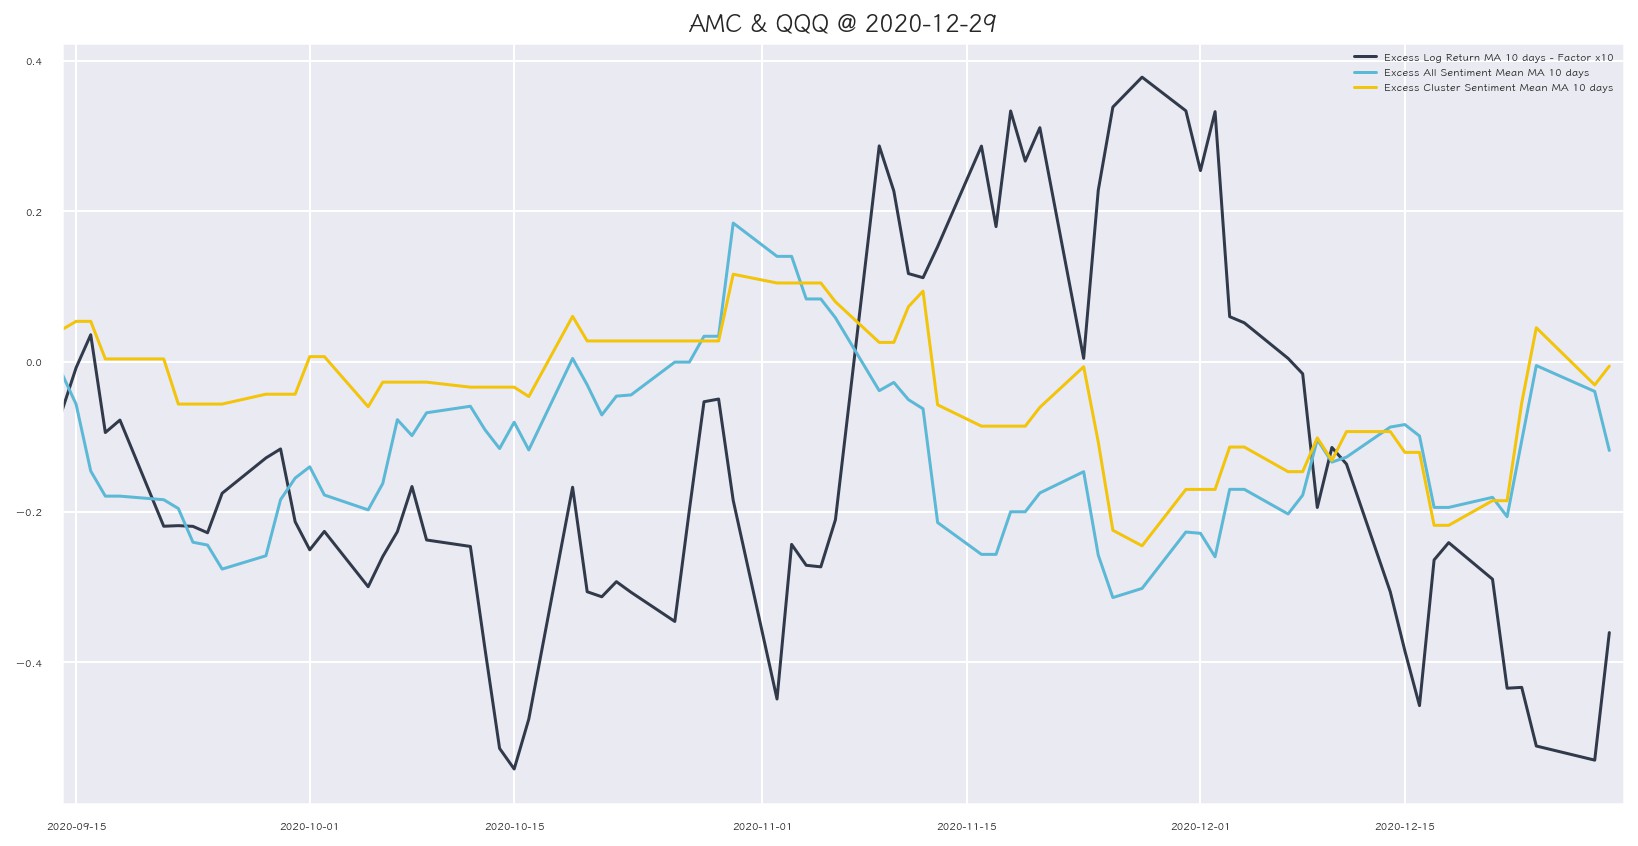 AMC & QQQ @ 2020-12-29
Excess Log Return MA 10 days - Factor x10
Excess All Sentiment Mean MA 10 days
Excess Cluster Sentiment Mean MA 10 days
0.4
0.2
0.0
−0.2
−0.4
2020-09-15 2020-10-01 2020-10-15 2020-11-01 2020-11-15 2020-12-01 2020-12-15